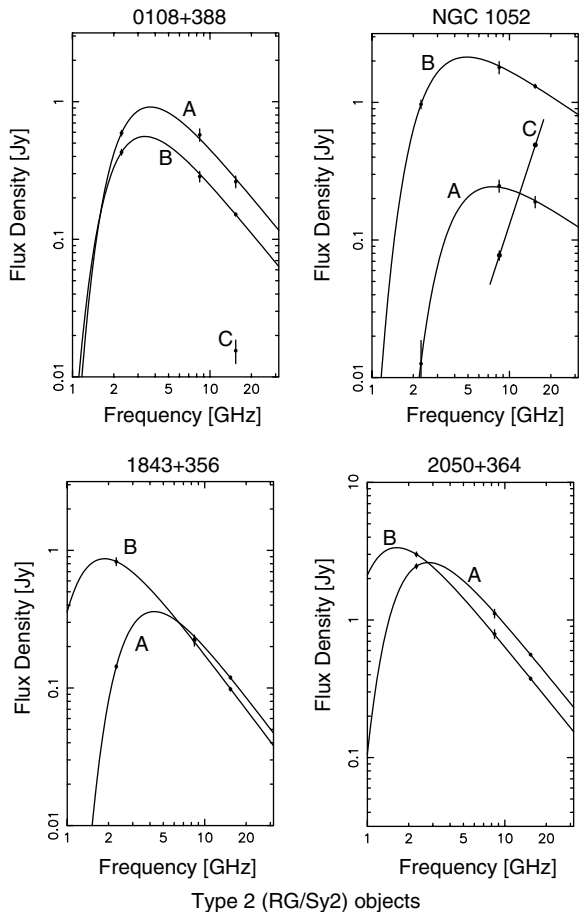 0108+388
NGC 1052
Flux Density [Jy]
1
0.1
0.01
A
B
C
1 2 5 10 20
Frequency [GHz]
Flux Density [Jy]
1
0.1
0.01
B
C
A
1 2 5 10 20
Frequency [GHz]
1843+356
2050+364
Flux Density [Jy]
1
0.1
0.01
B
A
1 2 5 10 20
Frequency [GHz]
Flux Density [Jy]
10
1
0.1
B
A
1 2 5 10 20
Frequency [GHz]
Type 2 (RG/Sy2) objects